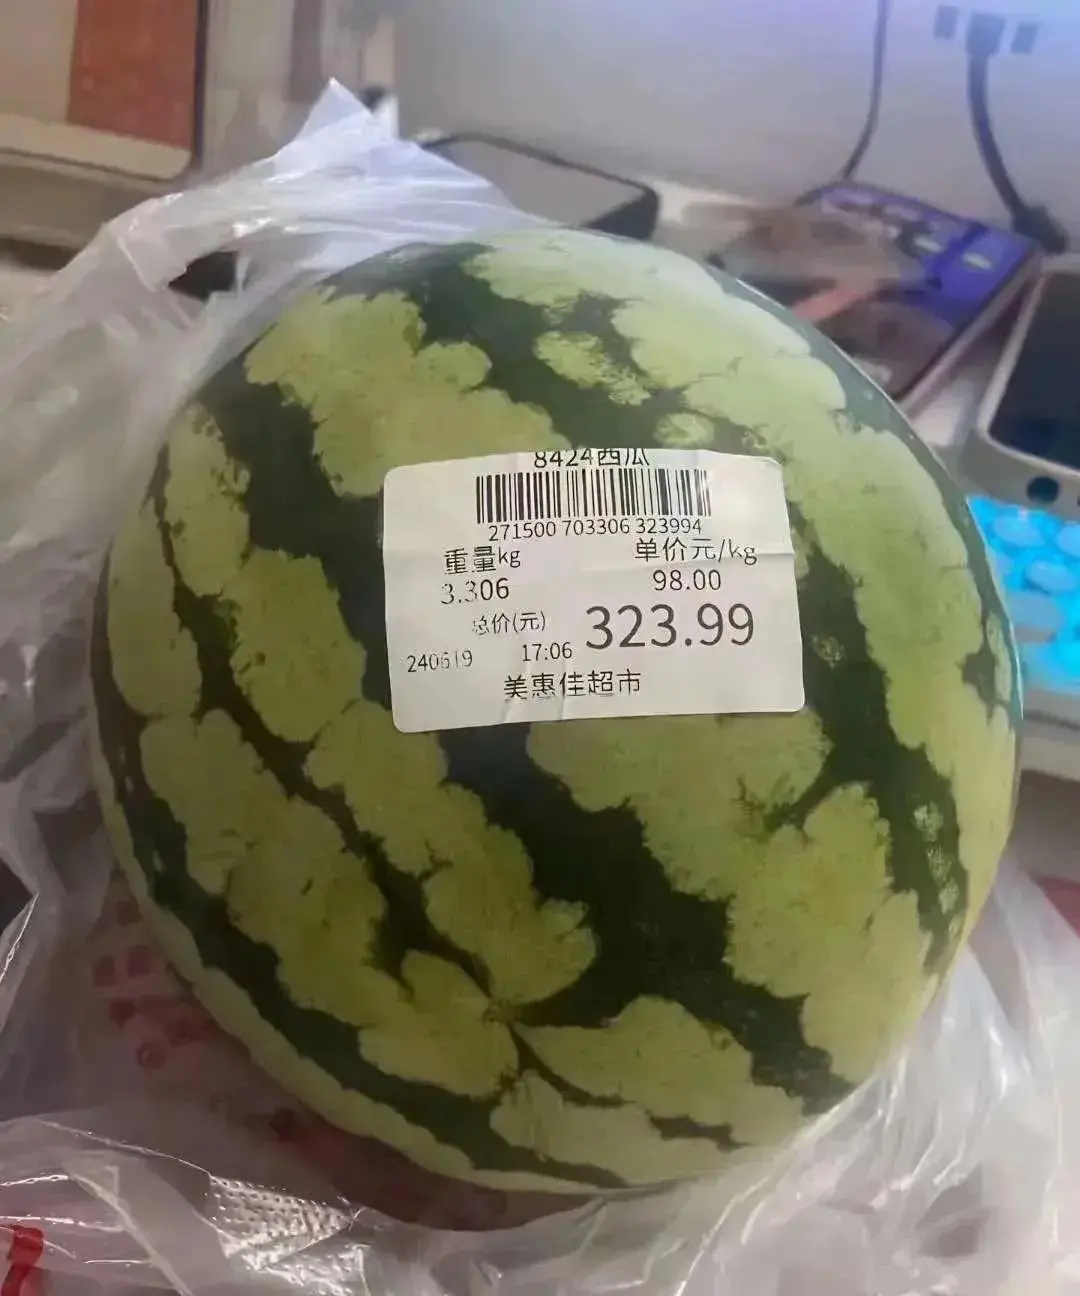 8424西瓜
271500 703306 323994
重量kg 单价元/kg
3.306 98.00
总价(元) 323.99
240619 17:06
美惠佳超市